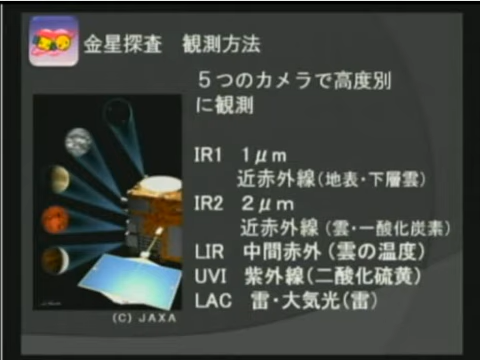 金星探査 観測方法
5つのカメラで高度別
に観測
IR1 1μm
近赤外線(地表・下層雲)
IR2 2μm
近赤外線(雲・一酸化炭素)
LIR 中間赤外(雲の温度)
UVI 紫外線(二酸化硫黄)
LAC 雷・大気光(雷)
(C) JAXA